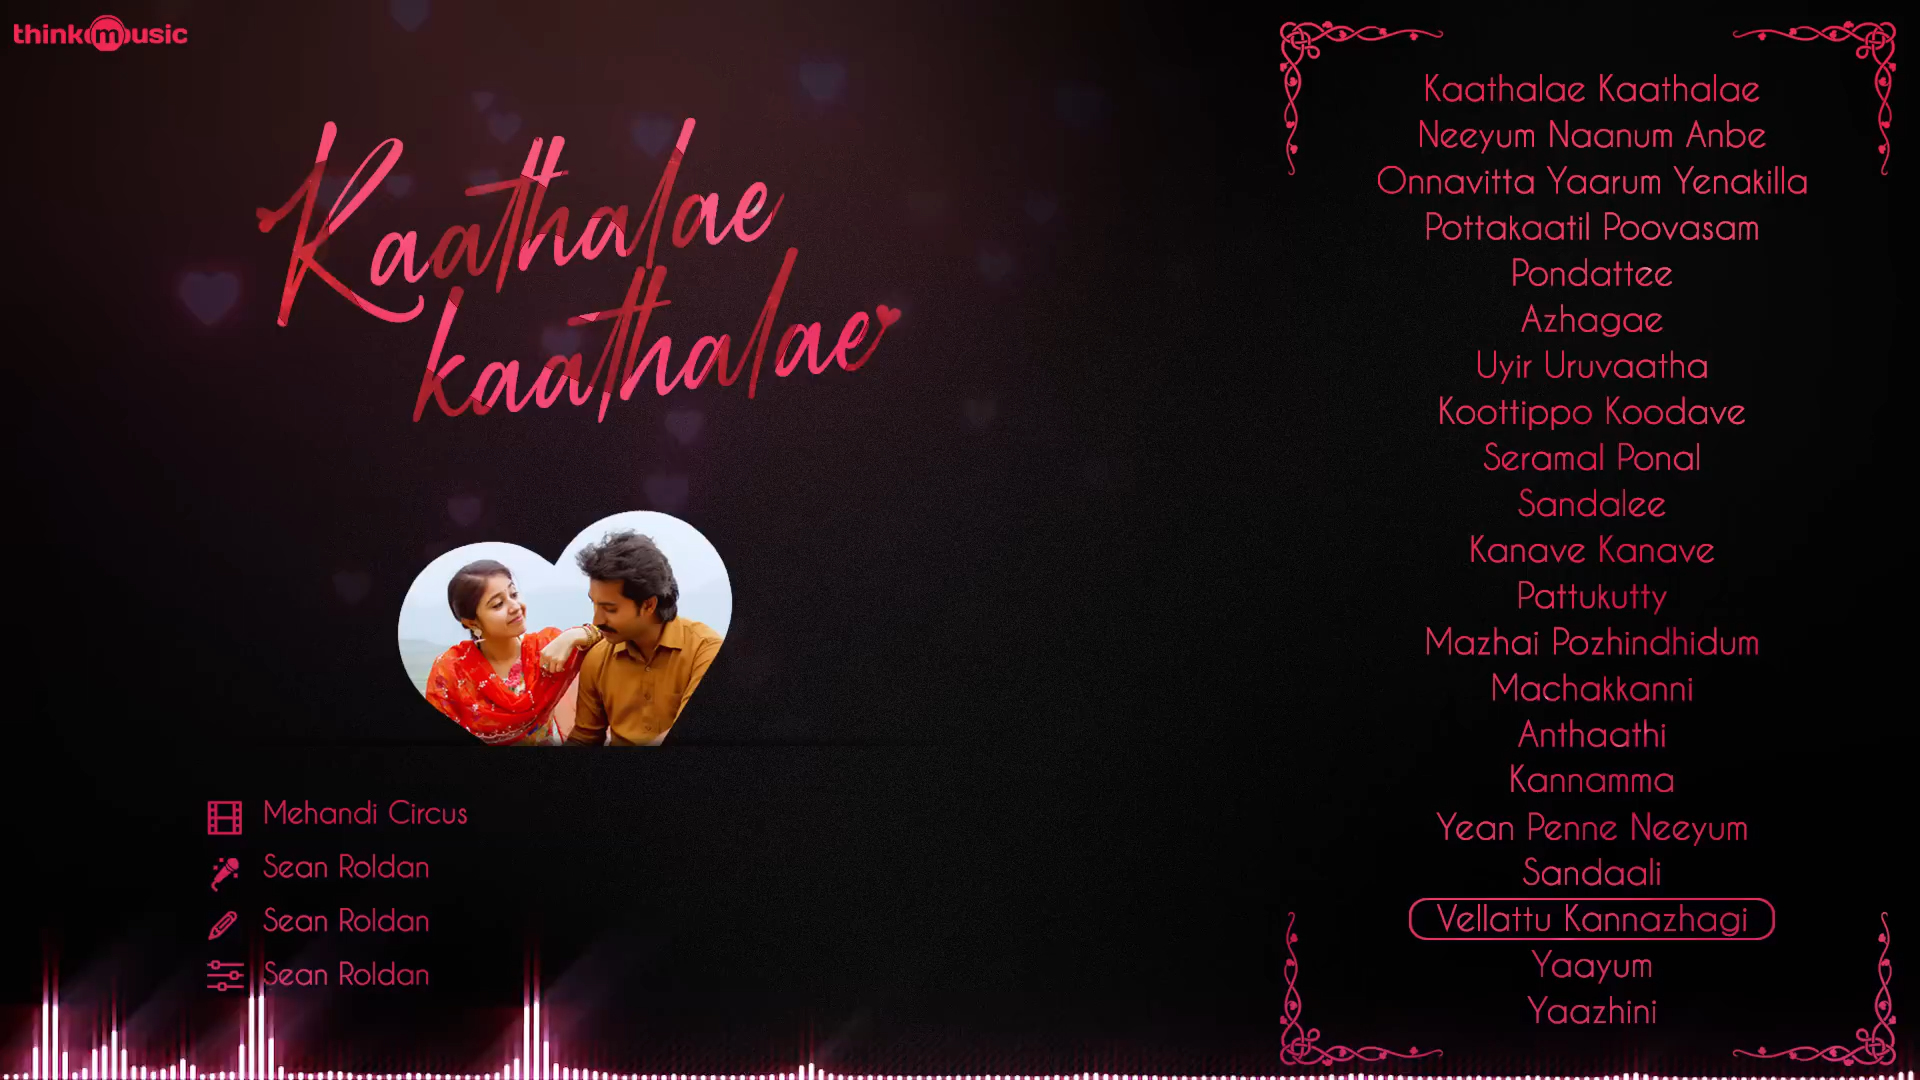 thinkmusic
Kaathalae
kaathalae
Mehandi Circus
Sean Roldan
Sean Roldan
Sean Roldan
Kaathalae Kaathalae
Neeyum Naanum Anbe
Onnavitta Yaarum Yenakilla
Pottakaatil Poovasam
Pondattee
Azhagae
Uyir Uruvaatha
Koottippo Koodave
Seramal Ponal
Sandalee
Kanave Kanave
Pattukutty
Mazhai Pozhindhidum
Machakkanni
Anthaathi
Kannamma
Yean Penne Neeyum
Sandaali
Vellattu Kannazhagi
Yaayum
Yaazhini